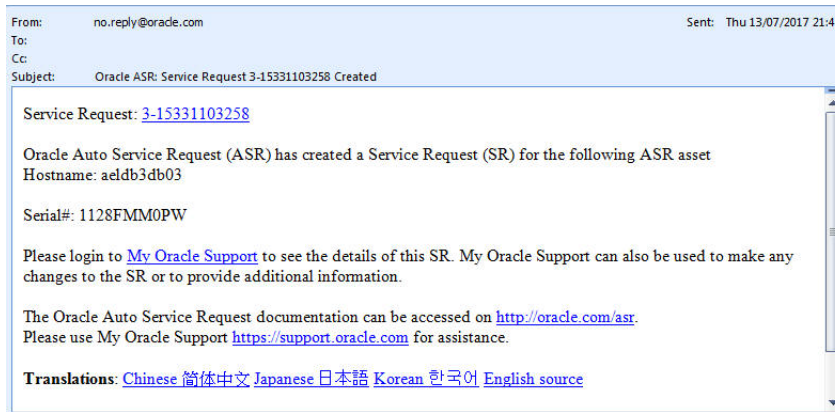 From: no.reply@oracle.com Sent: Thu 13/07/2017 21:4
To:
Cc:
Subject: Oracle ASR: Service Request 3-15331103258 Created
Service Request: 3-15331103258
Oracle Auto Service Request (ASR) has created a Service Request (SR) for the following ASR asset
Hostname: aeldb3db03
Serial#: 1128FMM0PW
Please login to My Oracle Support to see the details of this SR. My Oracle Support can also be used to make any
changes to the SR or to provide additional information.
The Oracle Auto Service Request documentation can be accessed on http://oracle.com/asr.
Please use My Oracle Support https://support.oracle.com for assistance.
Translations: Chinese 简体中文 Japanese 日本語 Korean 한국어 English source